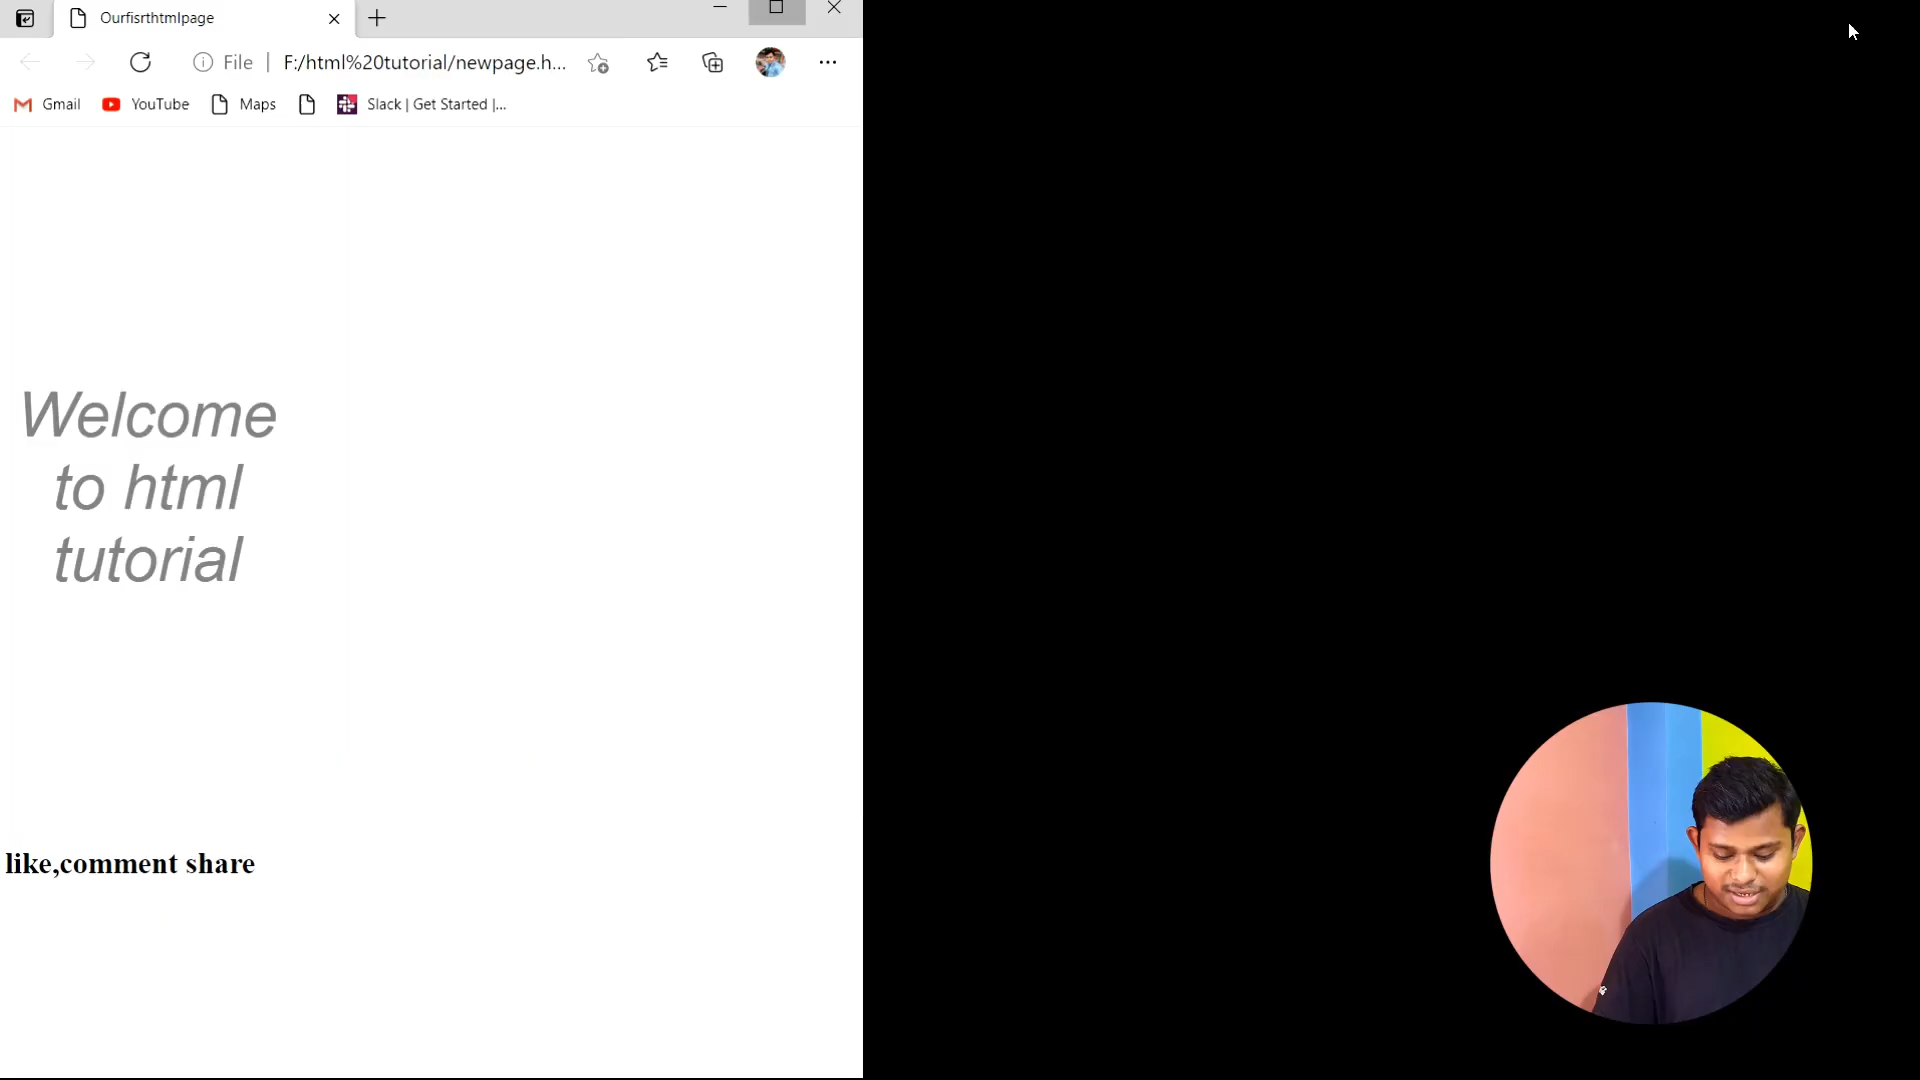 Ourfisrthtmlpage
File
F:/html%20tutorial/newpage.h...
Gmail
YouTube
Maps
Slack | Get Started |...
Welcome
to html
tutorial
like,comment share